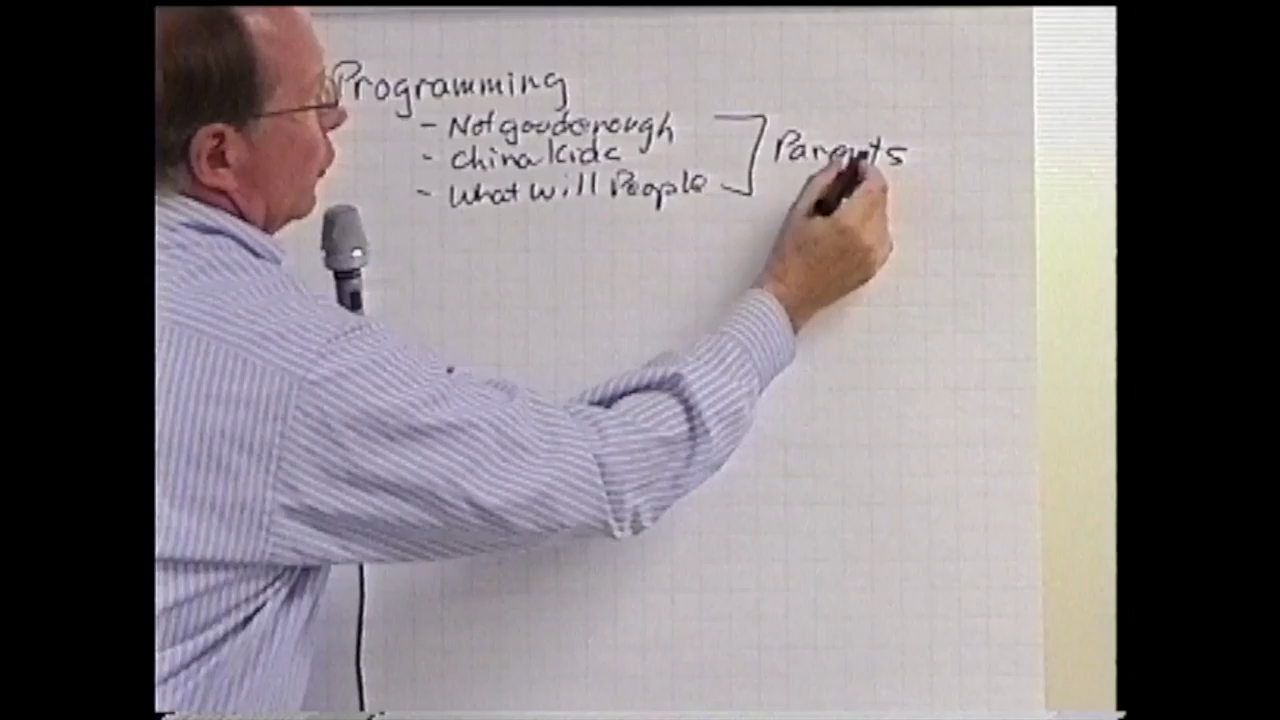 Programming
- Not good enough
- China Kids
- What Will People
Parents